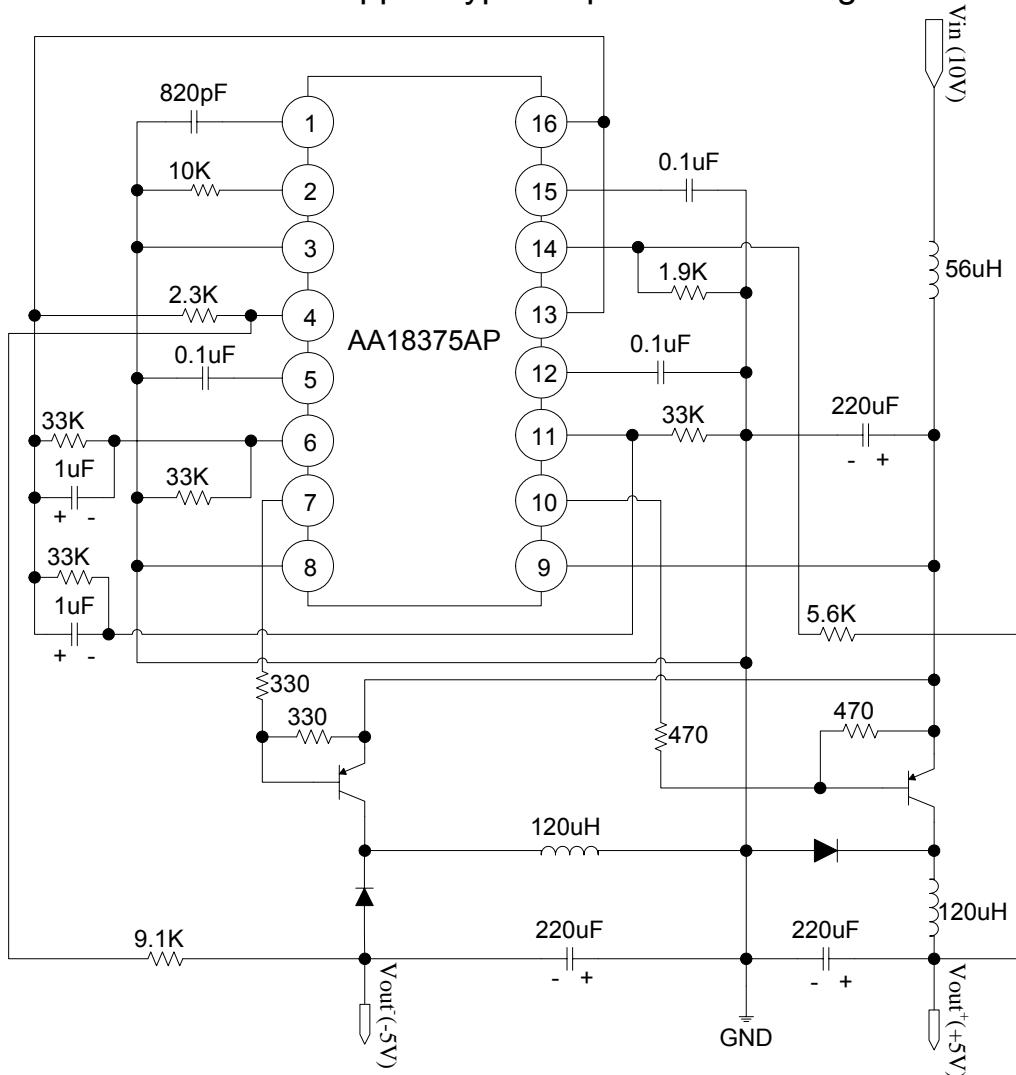 Vin (10V)
820pF
1
16
10K
2
15
0.1uF
3
14
56uH
2.3K
1.9K
4
13
AA18375AP
0.1uF
0.1uF
5
12
33K
6
11
33K
220uF
1uF
- +
+ -
33K
7
10
33K
8
9
1uF
5.6K
+ -
330
330
470
470
120uH
120uH
9.1K
220uF
220uF
- +
- +
Vout⁻(-5V)
GND
Vout⁺(+5V)